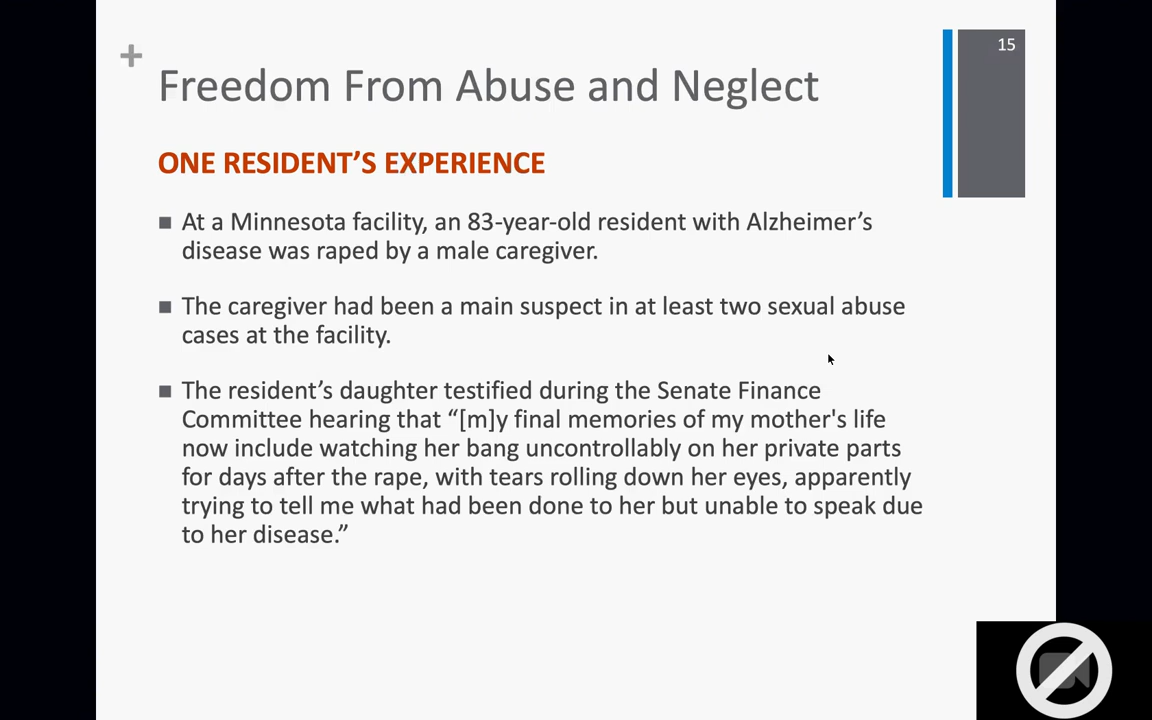 15
+
Freedom From Abuse and Neglect
ONE RESIDENT’S EXPERIENCE
■ At a Minnesota facility, an 83-year-old resident with Alzheimer’s
disease was raped by a male caregiver.
■ The caregiver had been a main suspect in at least two sexual abuse
cases at the facility.
■ The resident’s daughter testified during the Senate Finance
Committee hearing that “[m]y final memories of my mother's life
now include watching her bang uncontrollably on her private parts
for days after the rape, with tears rolling down her eyes, apparently
trying to tell me what had been done to her but unable to speak due
to her disease.”